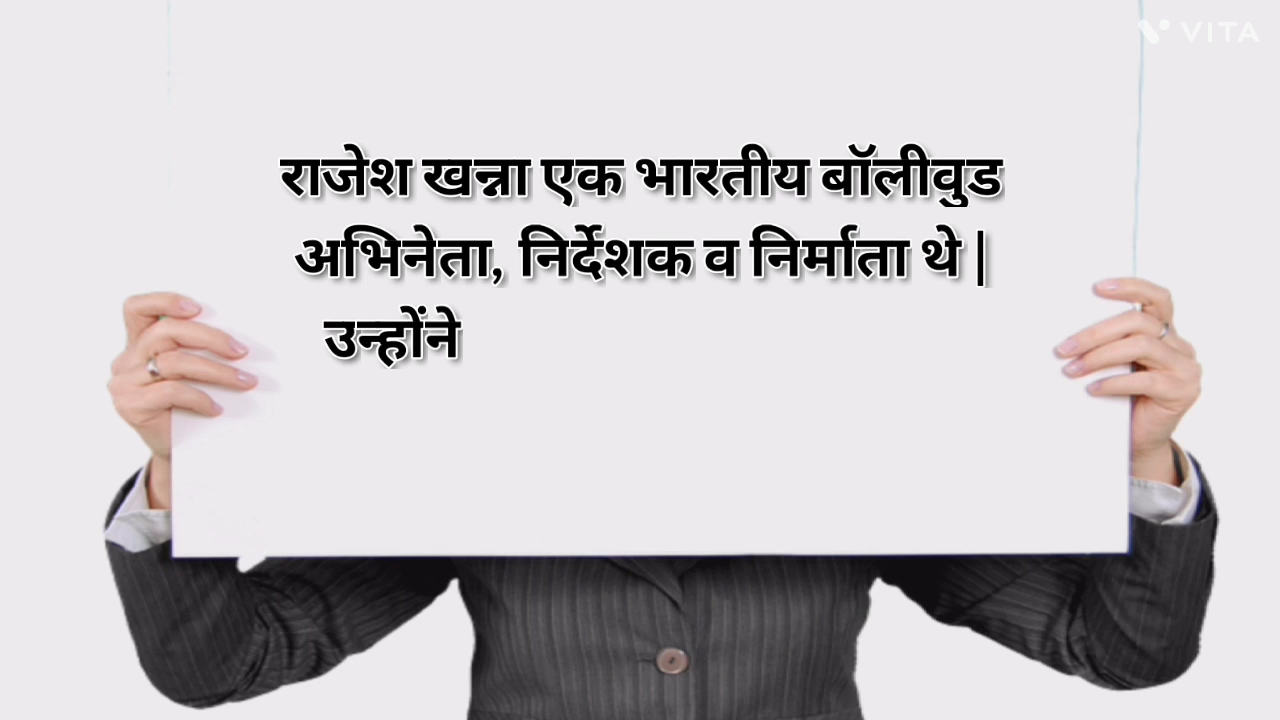 VITA
राजेश खन्ना एक भारतीय बॉलीवुड
अभिनेता, निर्देशक व निर्माता थे |
उन्होंने